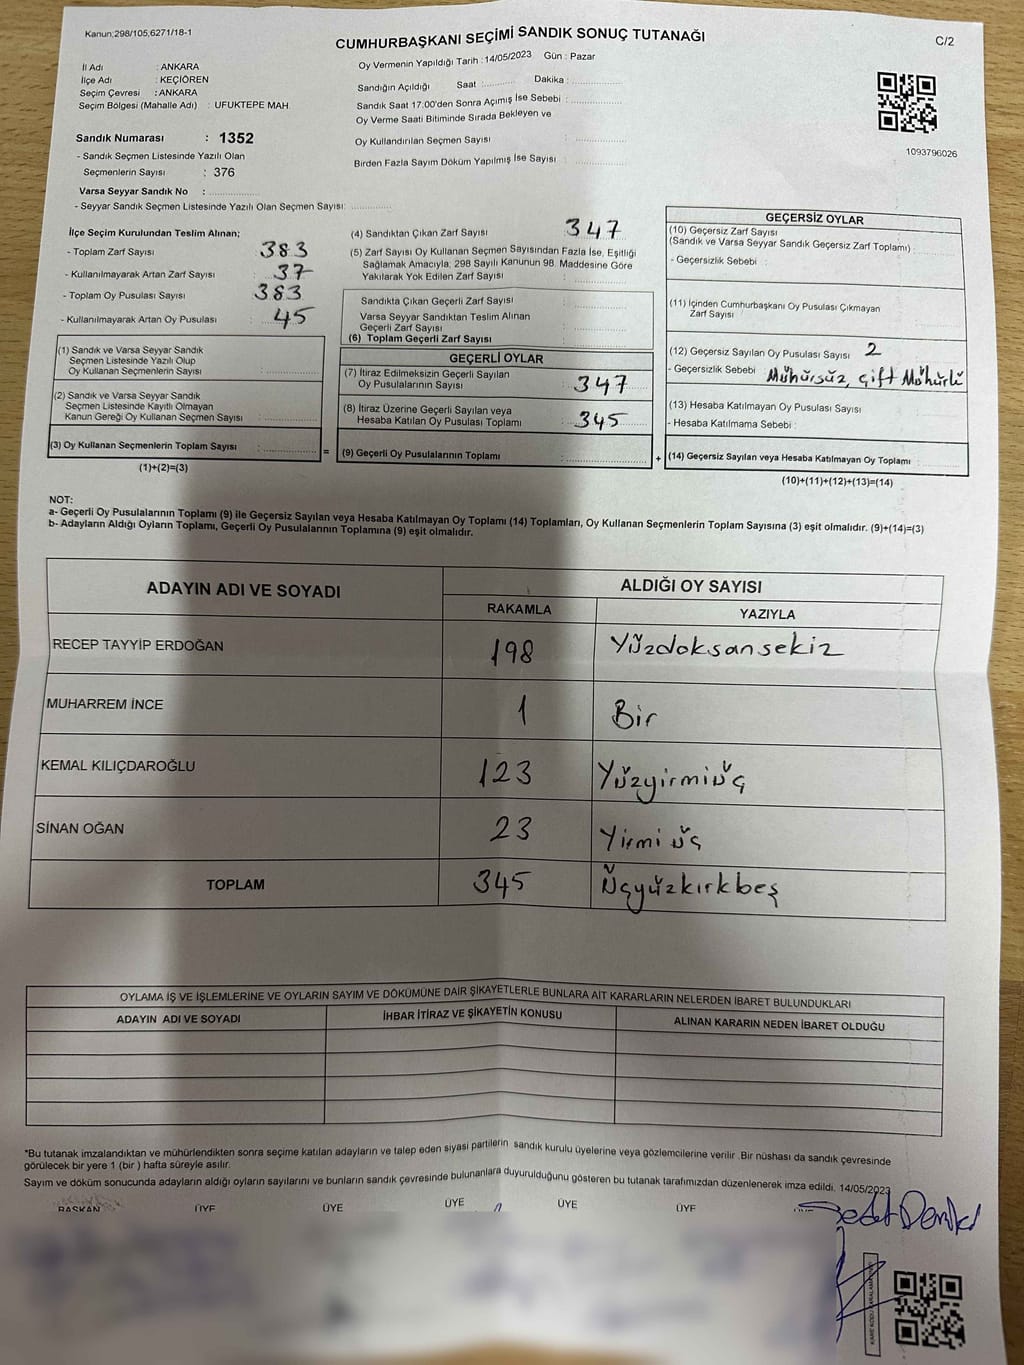 Kanun;298/105,6271/18-1
CUMHURBAŞKANI SEÇİMİ SANDIK SONUÇ TUTANAĞI
C/2
Oy Vermenin Yapıldığı Tarih : 14/05/2023 Gün : Pazar
İl Adı : ANKARA
İlçe Adı : KEÇİÖREN
Seçim Çevresi : ANKARA
Seçim Bölgesi (Mahalle Adı) : UFUKTEPE MAH.
Sandık Numarası : 1352
- Sandık Seçmen Listesinde Yazılı Olan
Seçmenlerin Sayısı : 376
Varsa Seyyar Sandık No :
- Seyyar Sandık Seçmen Listesinde Yazılı Olan Seçmen Sayısı:
Sandığın Açıldığı Saat : Dakika :
Sandık Saat 17.00'den Sonra Açımış İse Sebebi :
Oy Verme Saati Bitiminde Sırada Bekleyen ve
Oy Kullandırılan Seçmen Sayısı :
Birden Fazla Sayım Döküm Yapılmış İse Sayısı :
1093796026
İlçe Seçim Kurulundan Teslim Alınan;
- Toplam Zarf Sayısı : 383
- Kullanılmayarak Artan Zarf Sayısı : 37
- Toplam Oy Pusulası Sayısı : 383
- Kullanılmayarak Artan Oy Pusulası : 45
(1) Sandık ve Varsa Seyyar Sandık
Seçmen Listesinde Yazılı Olup
Oy Kullanan Seçmenlerin Sayısı :
(2) Sandık ve Varsa Seyyar Sandık
Seçmen Listesinde Kayıtlı Olmayan
Kanun Gereği Oy Kullanan Seçmen Sayısı :
(3) Oy Kullanan Seçmenlerin Toplam Sayısı :
(1)+(2)=(3)
=
(4) Sandıktan Çıkan Zarf Sayısı : 347
(5) Zarf Sayısı Oy Kullanan Seçmen Sayısından Fazla İse, Eşitliği
Sağlamak Amacıyla, 298 Sayılı Kanunun 98. Maddesine Göre
Yakılarak Yok Edilen Zarf Sayısı :
Sandıkta Çıkan Geçerli Zarf Sayısı :
Varsa Seyyar Sandıktan Teslim Alınan
Geçerli Zarf Sayısı :
(6) Toplam Geçerli Zarf Sayısı :
GEÇERLİ OYLAR
(7) İtiraz Edilmeksizin Geçerli Sayılan
Oy Pusulalarının Sayısı : 347
(8) İtiraz Üzerine Geçerli Sayılan veya
Hesaba Katılan Oy Pusulası Toplamı : 345
(9) Geçerli Oy Pusulalarının Toplamı :
+
GEÇERSİZ OYLAR
(10) Geçersiz Zarf Sayısı
(Sandık ve Varsa Seyyar Sandık Geçersiz Zarf Toplamı)
- Geçersizlik Sebebi :
(11) İçinden Cumhurbaşkanı Oy Pusulası Çıkmayan
Zarf Sayısı :
(12) Geçersiz Sayılan Oy Pusulası Sayısı : 2
- Geçersizlik Sebebi : Mühürsüz, Çift Mühürlü
(13) Hesaba Katılmayan Oy Pusulası Sayısı
- Hesaba Katılmama Sebebi :
(14) Geçersiz Sayılan veya Hesaba Katılmayan Oy Toplamı :
(10)+(11)+(12)+(13)=(14)
NOT:
a- Geçerli Oy Pusulalarının Toplamı (9) ile Geçersiz Sayılan veya Hesaba Katılmayan Oy Toplamı (14) Toplamları, Oy Kullanan Seçmenlerin Toplam Sayısına (3) eşit olmalıdır. (9)+(14)=(3)
b- Adayların Aldığı Oyların Toplamı, Geçerli Oy Pusulalarının Toplamına (9) eşit olmalıdır.
ADAYIN ADI VE SOYADI
ALDIĞI OY SAYISI
RAKAMLA YAZIYLA
RECEP TAYYİP ERDOĞAN 198 Yüzdoksansekiz
MUHARREM İNCE 1 Bir
KEMAL KILIÇDAROĞLU 123 Yüzyirmiüç
SİNAN OĞAN 23 Yirmiüç
TOPLAM 345 Üçyüzkırkbeş
OYLAMA İŞ VE İŞLEMLERİNE VE OYLARIN SAYIM VE DÖKÜMÜNE DAİR ŞİKAYETLERLE BUNLARA AİT KARARLARIN NELERDEN İBARET BULUNDUKLARI
ADAYIN ADI VE SOYADI İHBAR İTİRAZ VE ŞİKAYETİN KONUSU ALINAN KARARIN NEDEN İBARET OLDUĞU
*Bu tutanak imzalandıktan ve mühürlendikten sonra seçime katılan adayların ve talep eden siyasi partilerin sandık kurulu üyelerine veya gözlemcilerine verilir .Bir nüshası da sandık çevresinde
görülecek bir yere 1 (bir ) hafta süreyle asılır.
Sayım ve döküm sonucunda adayların aldığı oyların sayılarını ve bunların sandık çevresinde bulunanlara duyurulduğunu gösteren bu tutanak tarafımızdan düzenlenerek imza edildi. 14/05/2023
BAŞKAN ÜYE ÜYE ÜYE ÜYE ÜYE